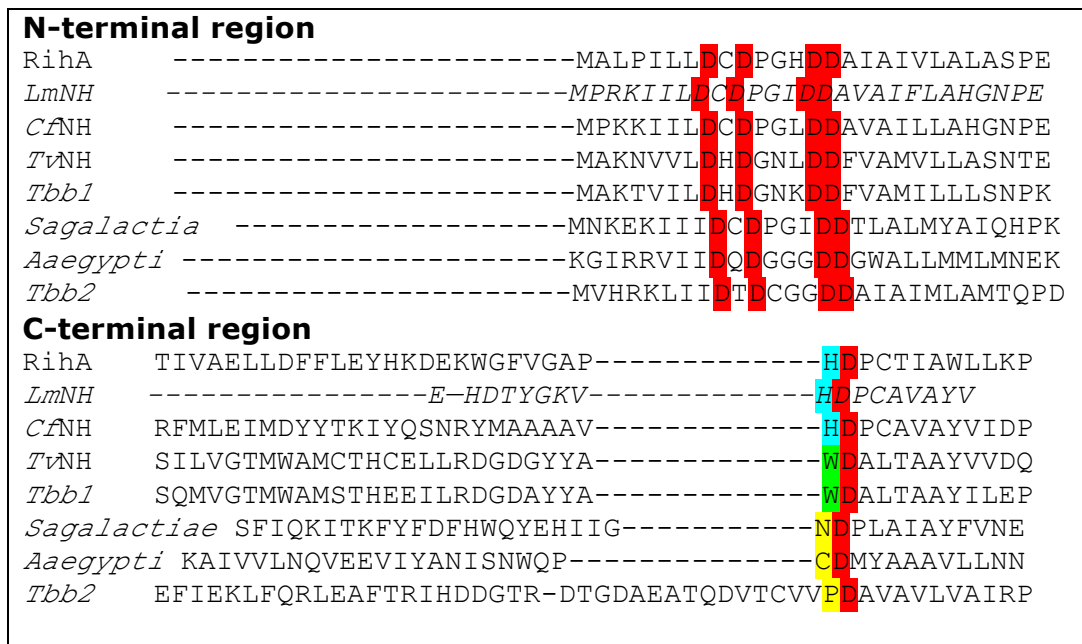 N-terminal region
RihA -----------------------MALPILLDCDPGHDDAIAIVLALASPE
LmNH -----------------------MPRKIILDCDPGIDDAVAIFLAHGNPE
CfNH -----------------------MPKKIILDCDPGLDDAVAILLAHGNPE
TvNH -----------------------MAKNVVLDHDGNLDDFVAMVLLASNTE
Tbb1 -----------------------MAKTVILDHDGNKDDFVAMILLLSNPK
Sagalactia -------------------MNKEKIIIDCDPGIDDTLALMYAIQHPK
Aaegypti ----------------------KGIRRVIIDQDGGGDDGWALLMMLMNEK
Tbb2 ----------------------MVHRKLIIDTDCGGDDAIAIMLAMTQPD
C-terminal region
RihA TIVAELLDFFLEYHKDEKWGFVGAP-------------HDPCTIAWLLKP
LmNH ----------------E—HDTYGKV-------------HDPCAVAYV
CfNH RFMLEIMDYYTKIYQSNRYMAAAAV-------------HDPCAVAYVIDP
TvNH SILVGTMWAMCTHCELLRDGDGYYA-------------WDALTAAYVVDQ
Tbb1 SQMVGTMWAMSTHEEILRDGDAYYA-------------WDALTAAYILEP
Sagalactiae SFIQKITKFYFDFHWQYEHIIG-----------NDPLAIAYFVNE
Aaegypti KAIVVLNQVEEVIYANISNWQP--------------CDMYAAAVLLNN
Tbb2 EFIEKLFQRLEAFTRIHDDGTR-DTGDAEATQDVTCVVPDAVAVLVAIRP